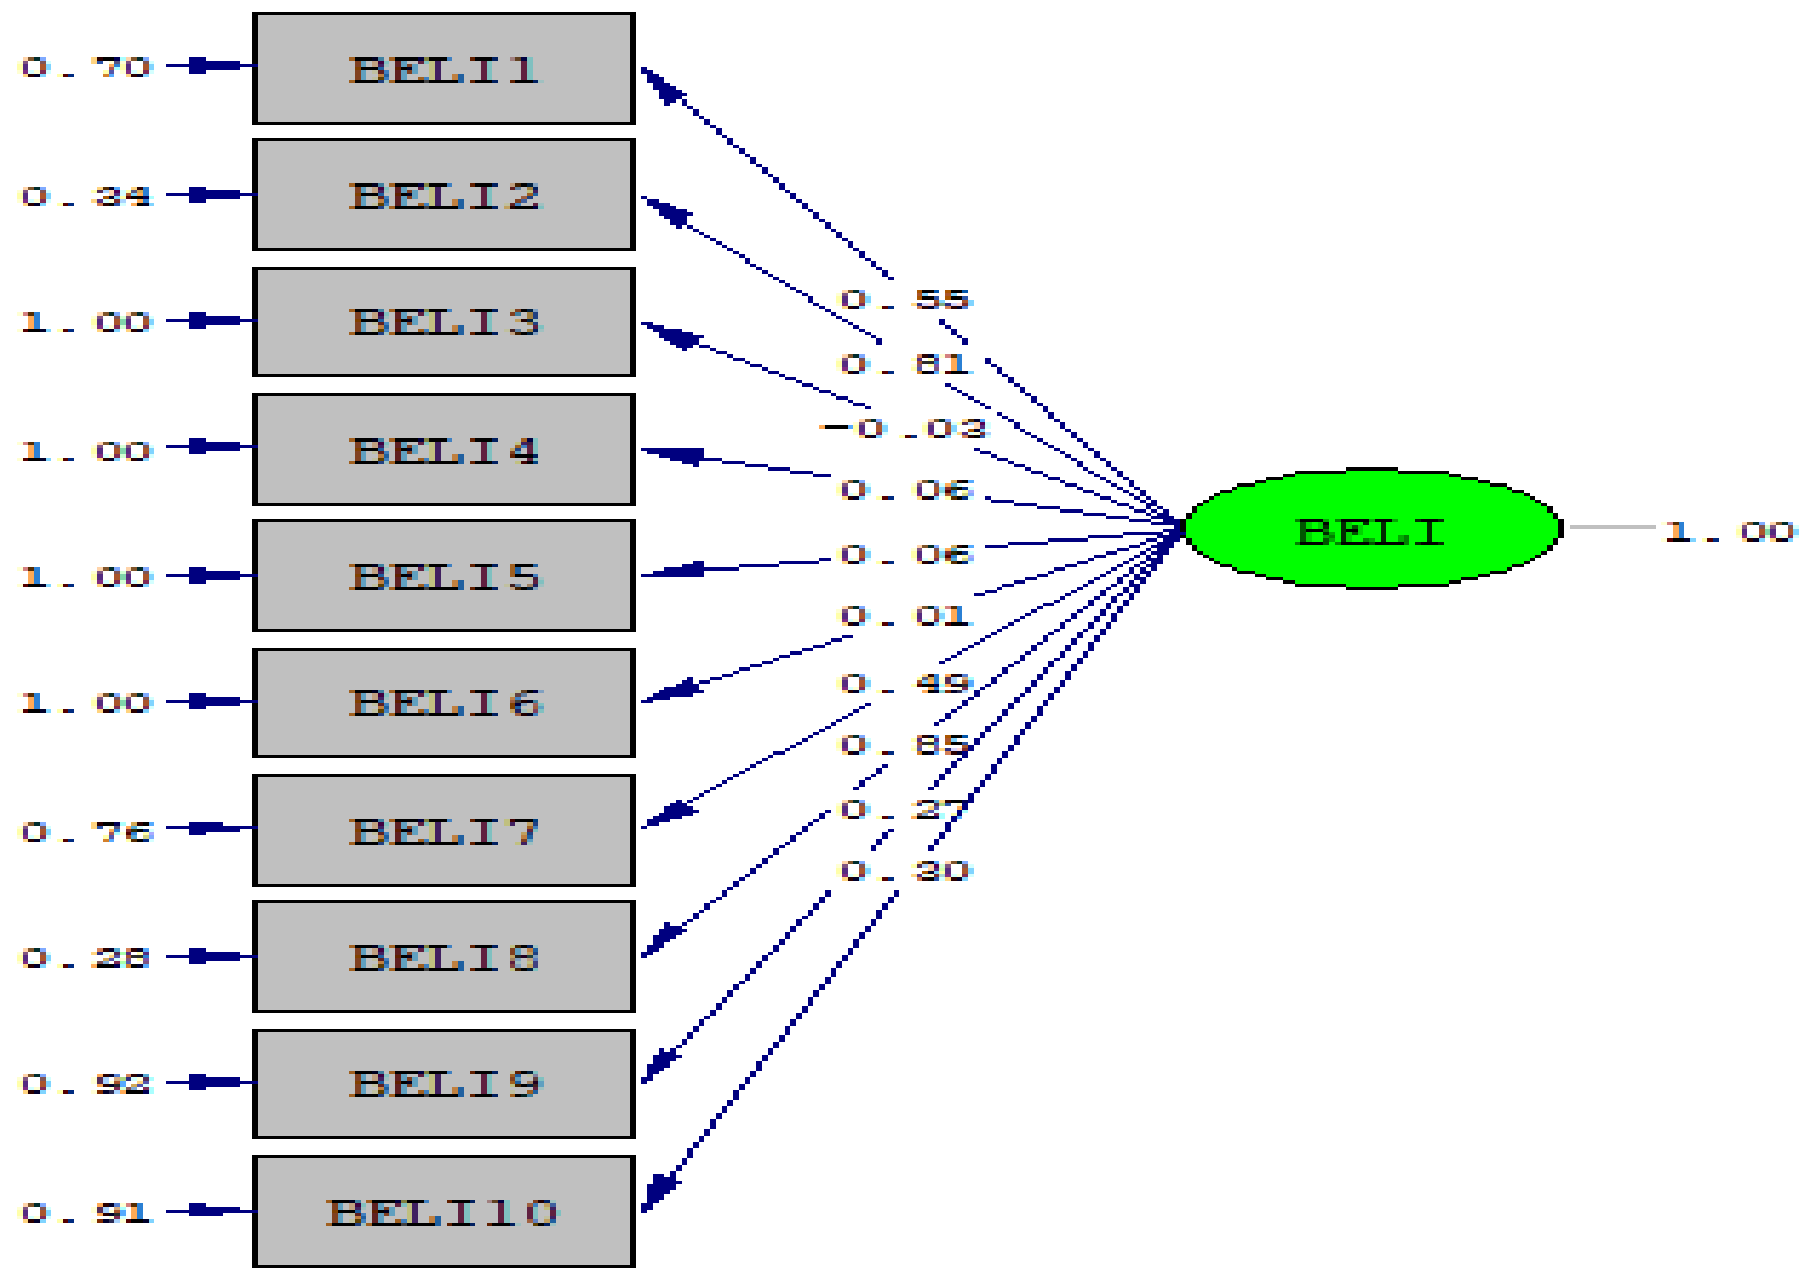 0.70 BELI1
0.34 BELI2
1.00 BELI3
1.00 BELI4
1.00 BELI5
1.00 BELI6
0.76 BELI7
0.28 BELI8
0.92 BELI9
0.91 BELI10
0.55
0.81
-0.03
0.06
0.06
0.01
0.49
0.85
0.27
0.30
BELI 1.00